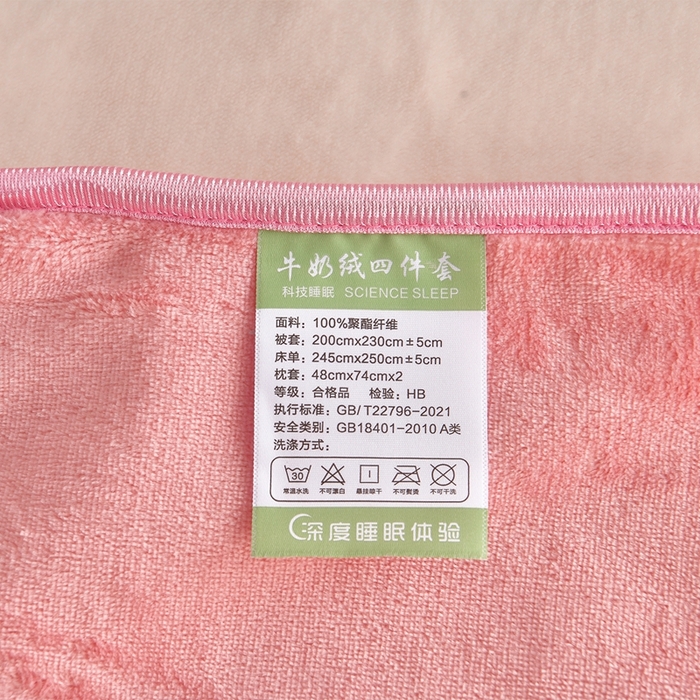 牛奶绒四件套
科技睡眠 SCIENCE SLEEP
面料：100%聚酯纤维
被套：200cmx230cm±5cm
床单：245cmx250cm±5cm
枕套：48cmx74cmx2
等级：合格品 检验：HB
执行标准：GB/T22796-2021
安全类别：GB18401-2010 A类
洗涤方式：
30
常温水洗 不可漂白 悬挂晾干 不可熨烫 不可干洗
深度睡眠体验